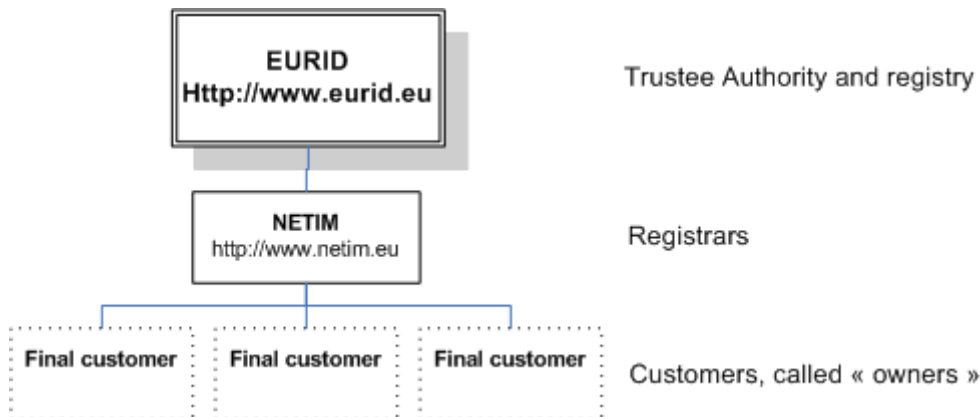 EURID
Http://www.eurid.eu
Trustee Authority and registry
NETIM
http://www.netim.eu
Registrars
Final customer
Final customer
Final customer
Customers, called « owners »